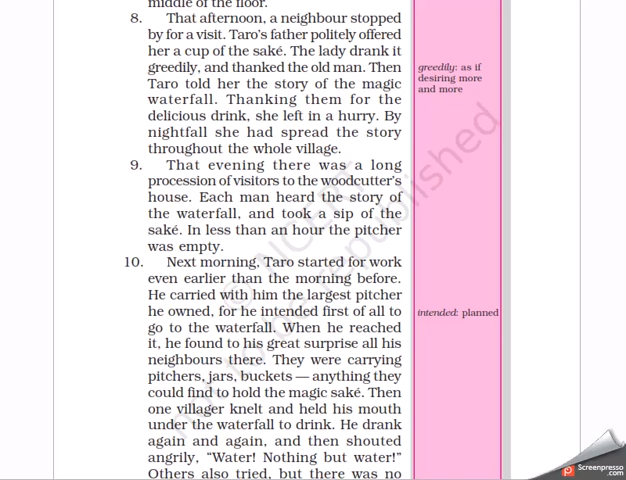 middle of the floor.
8. That afternoon, a neighbour stopped
by for a visit. Taro's father politely offered
her a cup of the saké. The lady drank it
greedily, and thanked the old man. Then
Taro told her the story of the magic
waterfall. Thanking them for the
delicious drink, she left in a hurry. By
nightfall she had spread the story
throughout the whole village.
9. That evening there was a long
procession of visitors to the woodcutter's
house. Each man heard the story of
the waterfall, and took a sip of the
saké. In less than an hour the pitcher
was empty.
10. Next morning, Taro started for work
even earlier than the morning before.
He carried with him the largest pitcher
he owned, for he intended first of all to
go to the waterfall. When he reached
it, he found to his great surprise all his
neighbours there. They were carrying
pitchers, jars, buckets — anything they
could find to hold the magic saké. Then
one villager knelt and held his mouth
under the waterfall to drink. He drank
again and again, and then shouted
angrily, “Water! Nothing but water!”
Others also tried, but there was no
greedily: as if
desiring more
and more
intended: planned
© NCERT
not to be republished
Screenpresso
.com